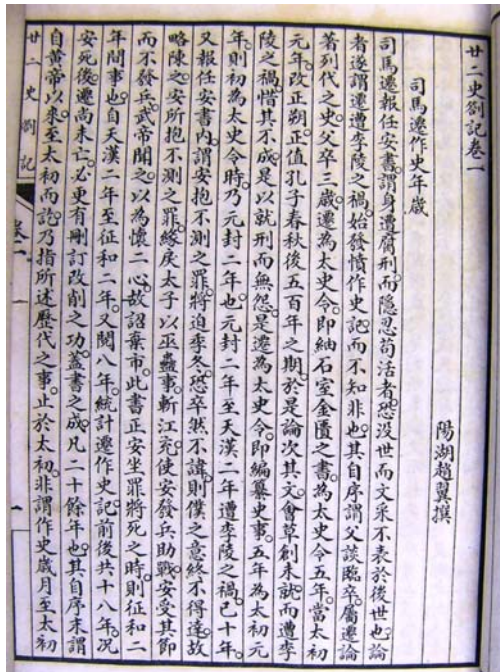 廿二史劄記卷一
陽湖趙翼撰
司馬遷作史年歲
司馬遷報任安書。謂身遭腐刑。而隱忍苟活者。恐沒世而文采不表於後世也。論
者遂謂遷遭李陵之禍。始發憤作史記。而不知非也。其自序謂父談臨卒。屬遷論
著列代之史。父卒三歲。遷為太史令。即紬石室金匱之書。為太史令五年。當太初
元年。改正朔。正值孔子春秋後五百年之期。於是論次其文。會草創未就。而遭李
陵之禍。惜其不成。是以就刑而無怨。是遷為太史令。即編纂史事。五年為太初元
年。則初為太史令時。乃元封二年也。元封二年至天漢二年遭李陵之禍。已十年。
又報任安書內。謂安抱不測之罪。將迫季冬。恐卒然不諱。則僕之意終不得達。故
略陳之。安所抱不測之罪。緣戾太子以巫蠱事。斬江充。使安發兵助戰。安受其節
而不發兵。武帝聞之。以為懷二心。故詔棄市。此書正安坐罪將死之時。則征和二
年間事也。自天漢二年至征和二年。又閱八年。統計遷作史記。前後共十八年。況
安死後。遷尚未亡。必更有刪訂改削之功。蓋書之成。凡二十餘年也。其自序末謂
自黃帝以來至太初而訖。乃指所述歷代之事。止於太初。非謂作史歲月至太初
廿二史劄記 卷一 一